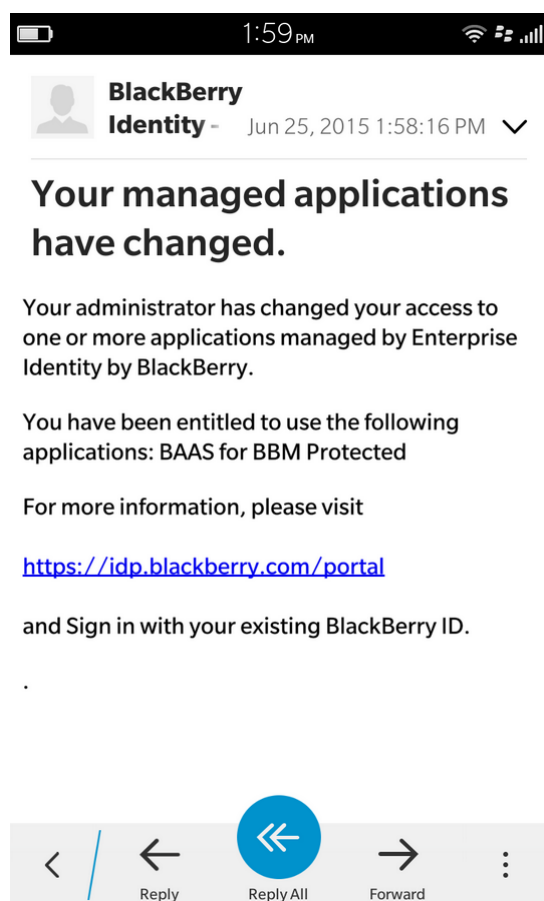 1:59 PM
BlackBerry
Identity - Jun 25, 2015 1:58:16 PM
Your managed applications
have changed.
Your administrator has changed your access to
one or more applications managed by Enterprise
Identity by BlackBerry.
You have been entitled to use the following
applications: BAAS for BBM Protected
For more information, please visit
https://idp.blackberry.com/portal
and Sign in with your existing BlackBerry ID.
.
Reply Reply All Forward